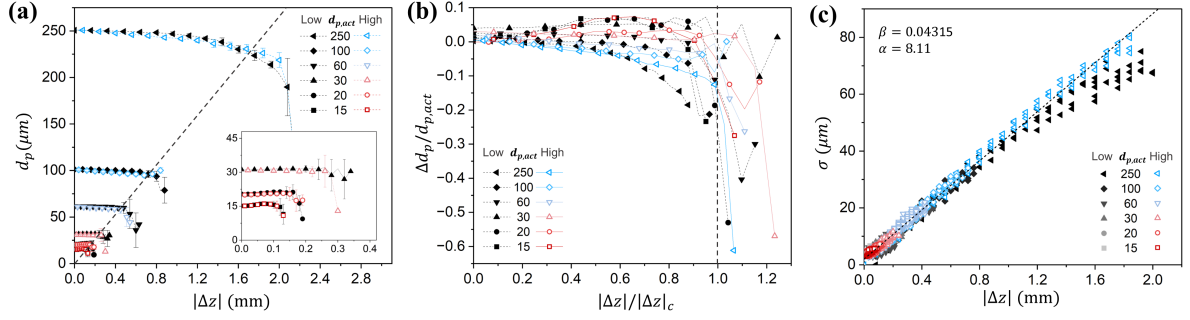 (a)
250
200
150
100
50
0
d_p (μm)
0.0 0.4 0.8 1.2 1.6 2.0 2.4
|Δz| (mm)
Low d_{p,act} High
250
100
60
30
20
15
45
30
15
0
0.0 0.1 0.2 0.3 0.4
(b)
0.1
0.0
-0.1
-0.2
-0.3
-0.4
-0.5
-0.6
Δd_p/d_{p,act}
0.0 0.2 0.4 0.6 0.8 1.0 1.2
|Δz|/|Δz|_c
Low d_{p,act} High
250
100
60
30
20
15
(c)
80
60
40
20
0
σ (μm)
β = 0.04315
α = 8.11
0.0 0.4 0.8 1.2 1.6 2.0
|Δz| (mm)
Low d_{p,act} High
250
100
60
30
20
15